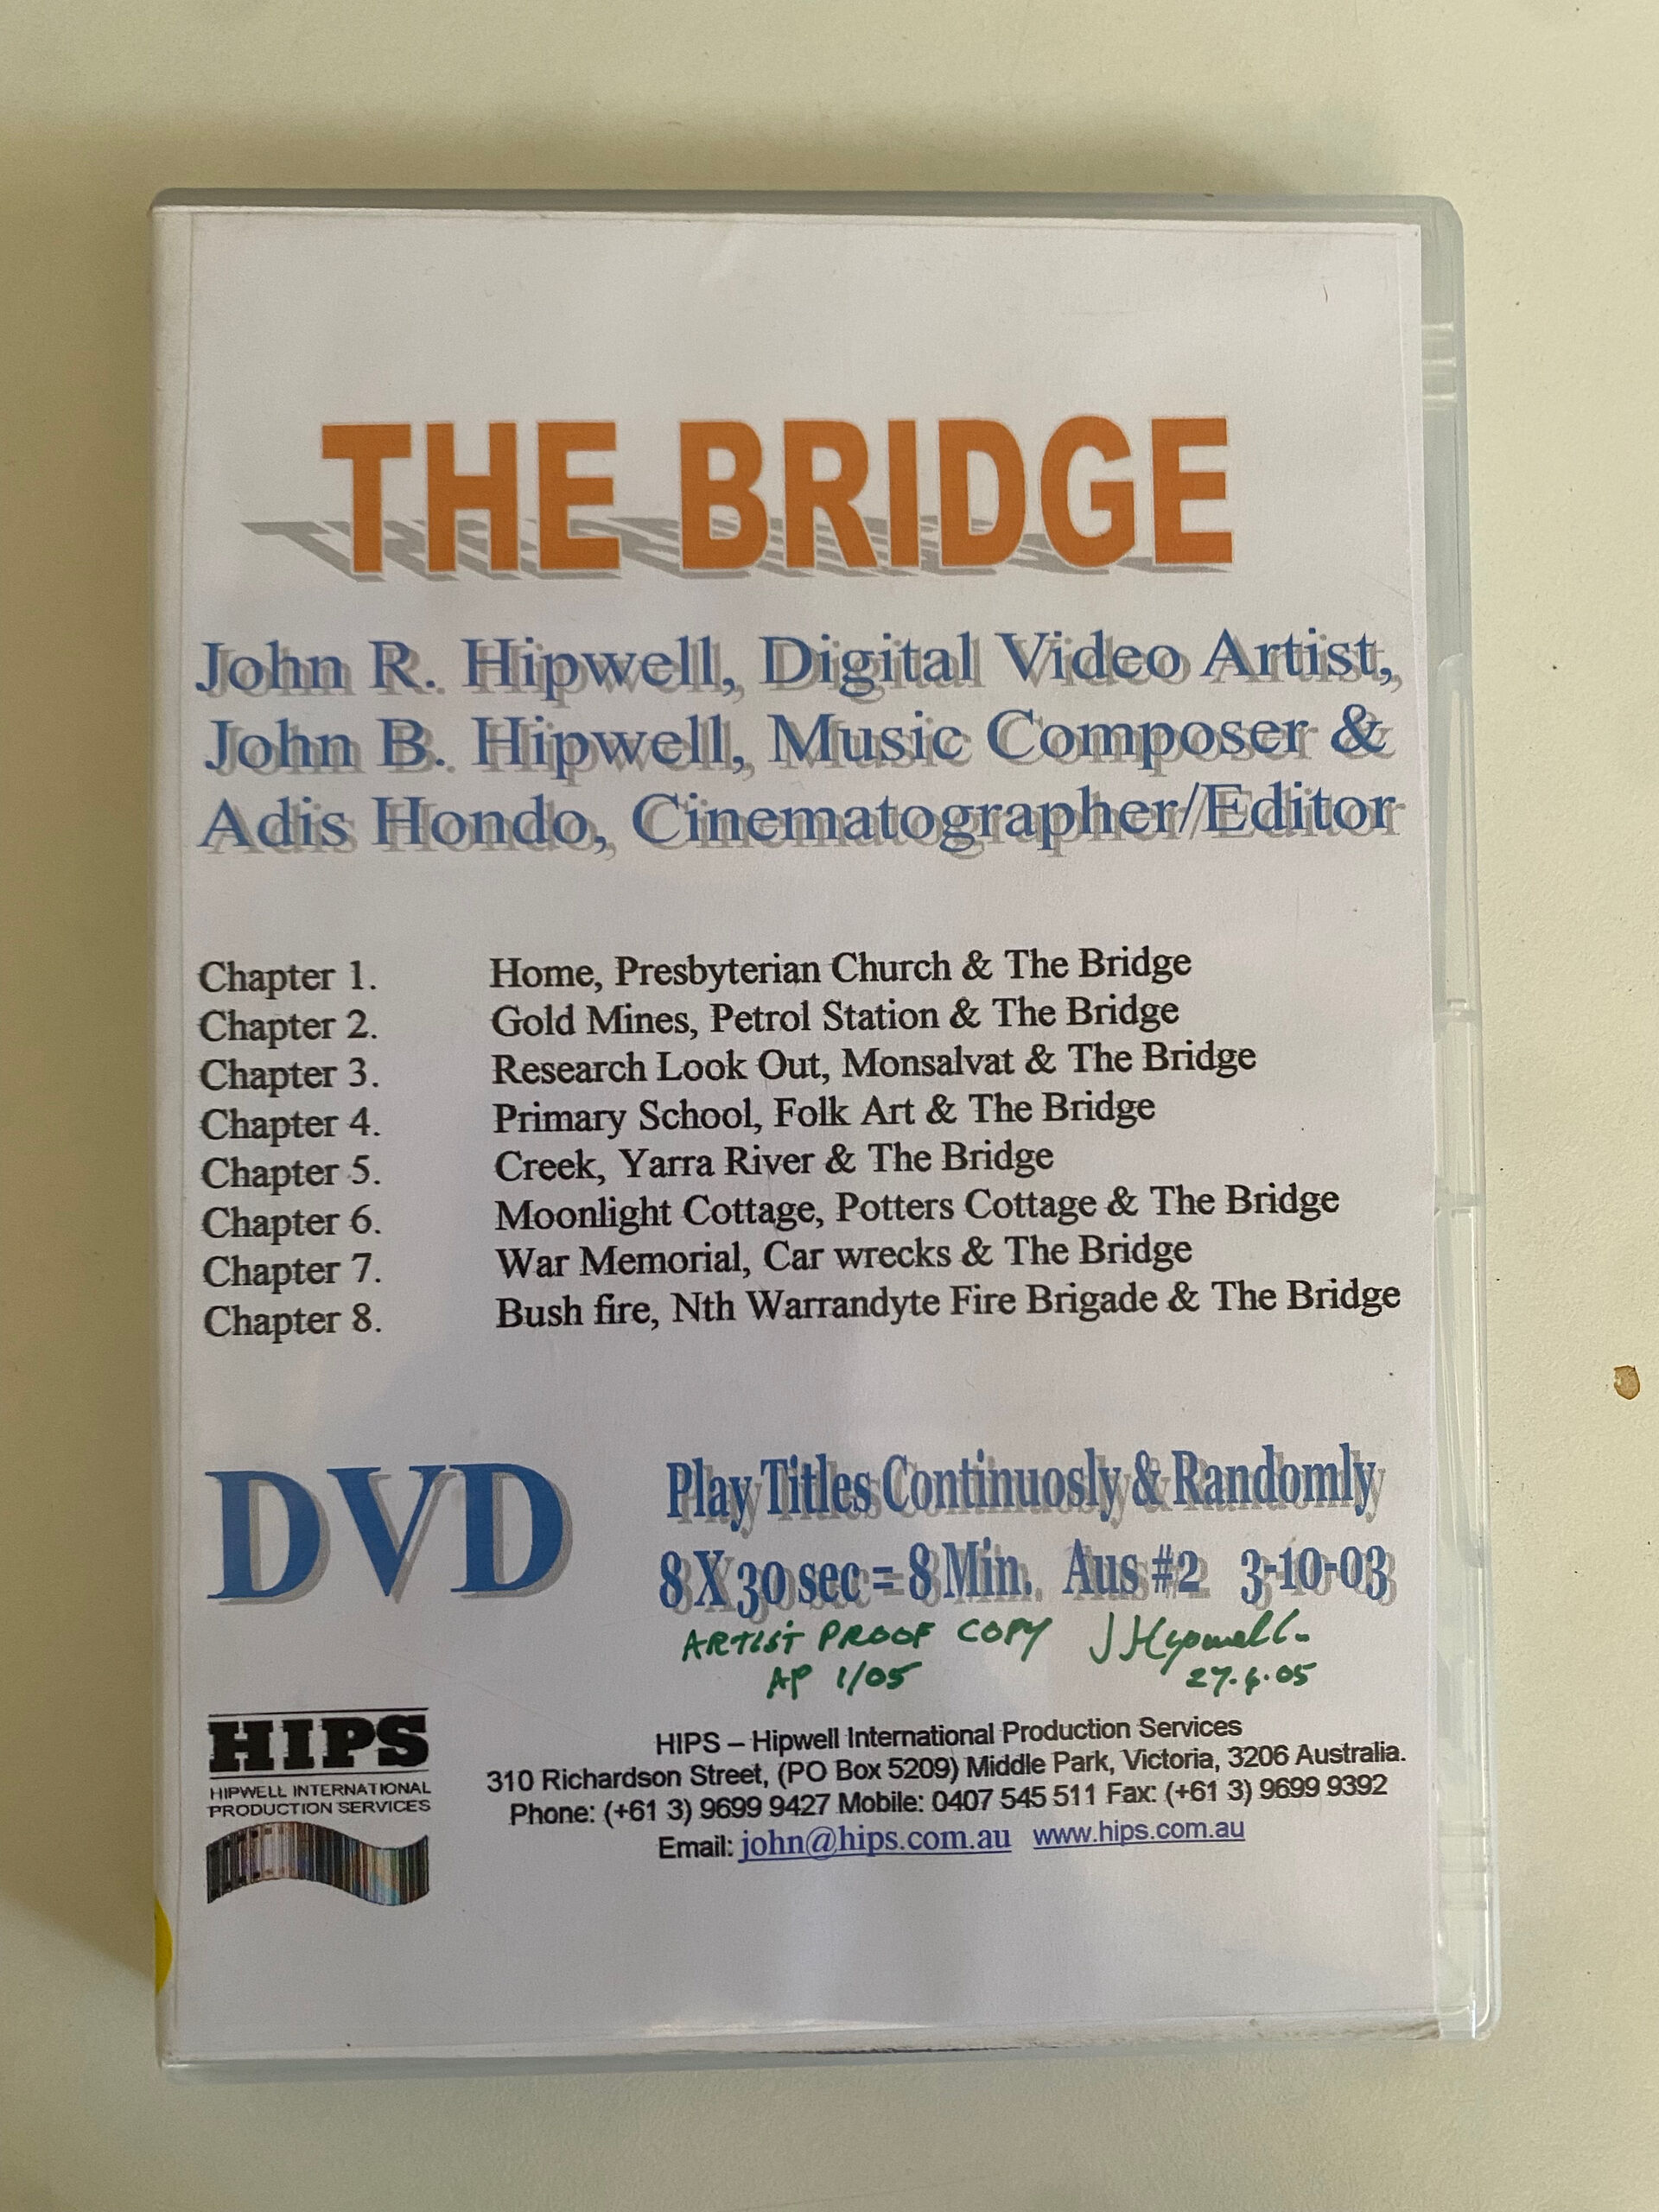 THE BRIDGE
John R. Hipwell, Digital Video Artist,
John B. Hipwell, Music Composer &
Adis Hondo, Cinematographer/Editor
Chapter 1. Home, Presbyterian Church & The Bridge
Chapter 2. Gold Mines, Petrol Station & The Bridge
Chapter 3. Research Look Out, Monsalvat & The Bridge
Chapter 4. Primary School, Folk Art & The Bridge
Chapter 5. Creek, Yarra River & The Bridge
Chapter 6. Moonlight Cottage, Potters Cottage & The Bridge
Chapter 7. War Memorial, Car wrecks & The Bridge
Chapter 8. Bush fire, Nth Warrandyte Fire Brigade & The Bridge
DVD
Play Titles Continuosly & Randomly
8 X 30 sec = 8 Min. Aus #2 3-10-03
ARTIST PROOF COPY JHipwell.
AP 1/05 27.6.05
HIPS
HIPWELL INTERNATIONAL
PRODUCTION SERVICES
HIPS – Hipwell International Production Services
310 Richardson Street, (PO Box 5209) Middle Park, Victoria, 3206 Australia.
Phone: (+61 3) 9699 9427 Mobile: 0407 545 511 Fax: (+61 3) 9699 9392
Email: john@hips.com.au www.hips.com.au